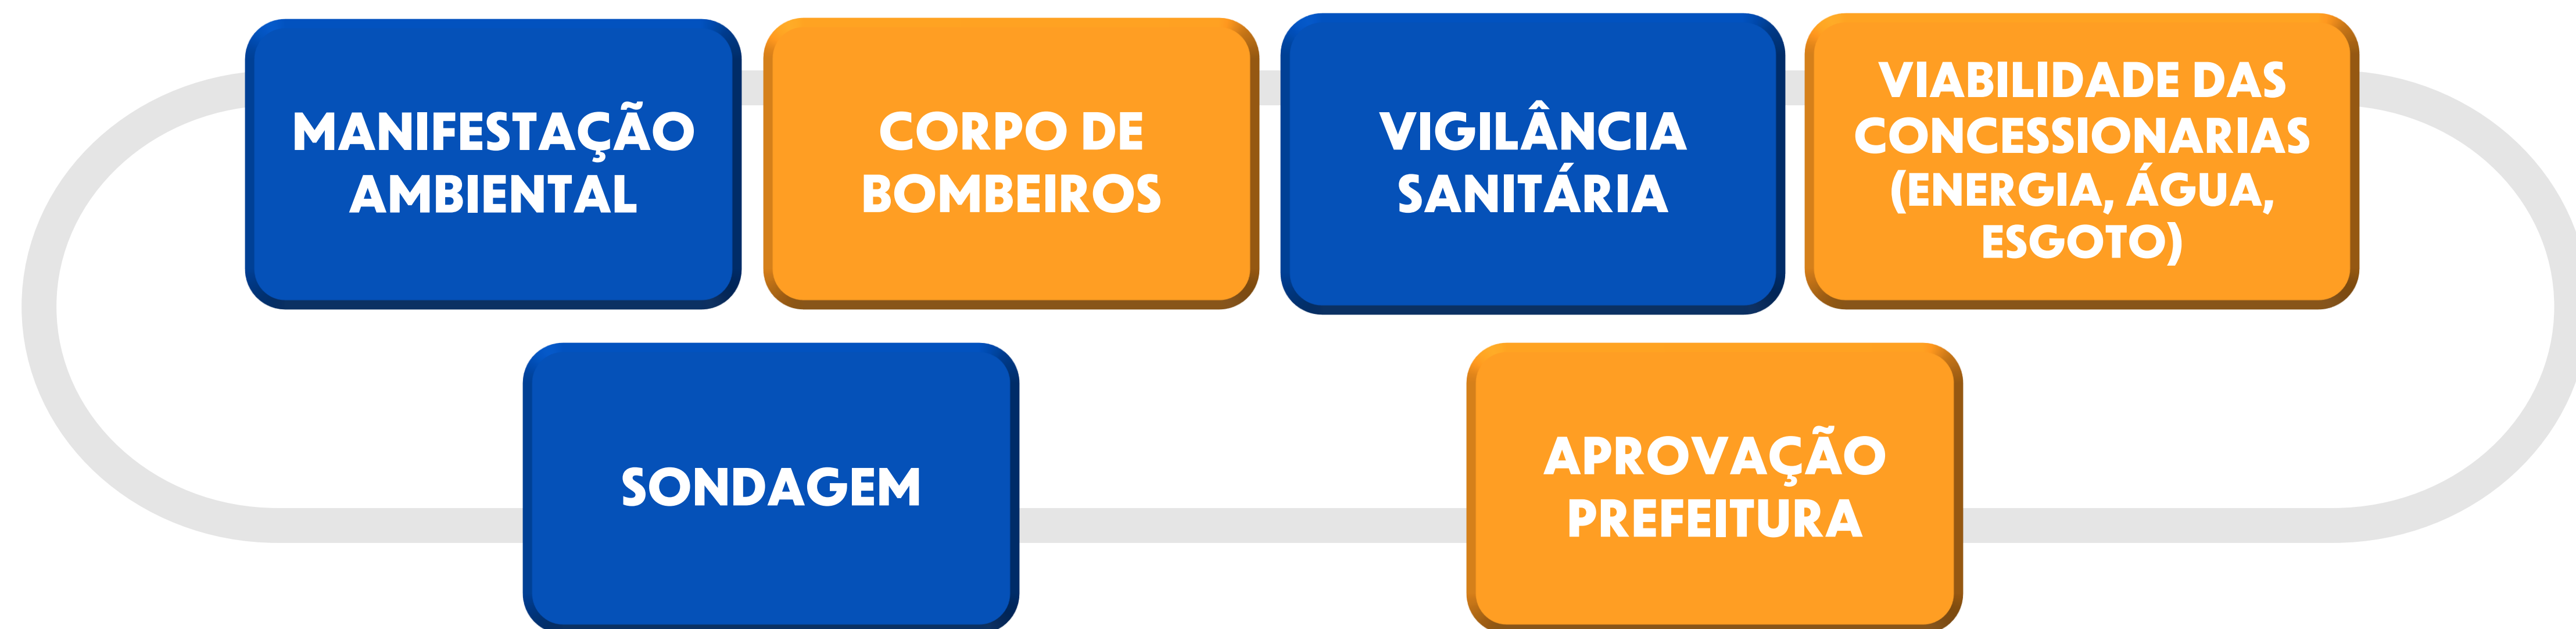 MANIFESTAÇÃO
AMBIENTAL
CORPO DE
BOMBEIROS
VIGILÂNCIA
SANITÁRIA
VIABILIDADE DAS
CONCESSIONARIAS
(ENERGIA, ÁGUA,
ESGOTO)
SONDAGEM
APROVAÇÃO
PREFEITURA